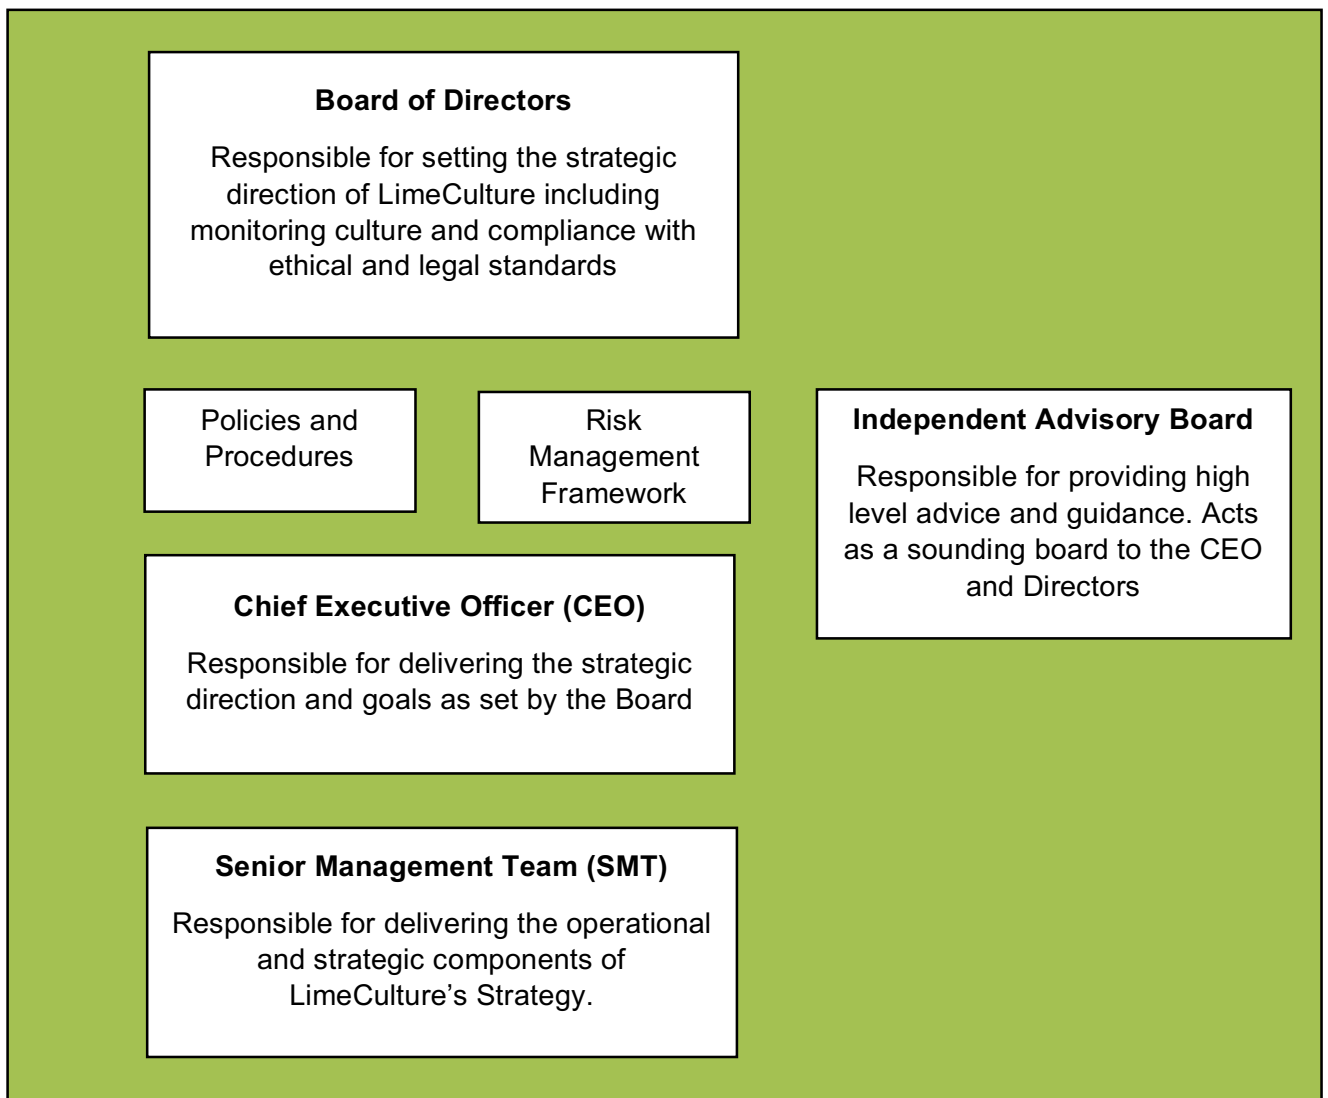 Board of Directors
Responsible for setting the strategic
direction of LimeCulture including
monitoring culture and compliance with
ethical and legal standards
Policies and
Procedures
Risk
Management
Framework
Independent Advisory Board
Responsible for providing high
level advice and guidance. Acts
as a sounding board to the CEO
and Directors
Chief Executive Officer (CEO)
Responsible for delivering the strategic
direction and goals as set by the Board
Senior Management Team (SMT)
Responsible for delivering the operational
and strategic components of
LimeCulture’s Strategy.